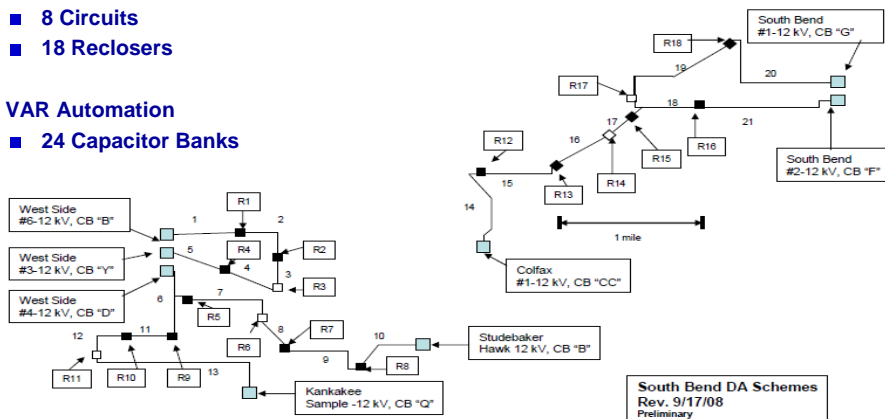 8 Circuits
18 Reclosers
VAR Automation
24 Capacitor Banks
South Bend
#1-12 kV, CB "G"
R18
19
20
R17
18
21
17
R12
16
R15
R16
South Bend
#2-12 kV, CB "F"
15
R13
R14
14
1 mile
Colfax
#1-12 kV, CB "CC"
West Side
#6-12 kV, CB "B"
1
R1
2
West Side
#3-12 kV, CB "Y"
5
R4
R2
4
3
R3
West Side
#4-12 kV, CB "D"
6
7
R5
12
11
R6
8
R7
10
Studebaker
Hawk 12 kV, CB "B"
9
R8
R11
R10
R9
13
Kankakee
Sample -12 kV, CB "Q"
South Bend DA Schemes
Rev. 9/17/08
Preliminary